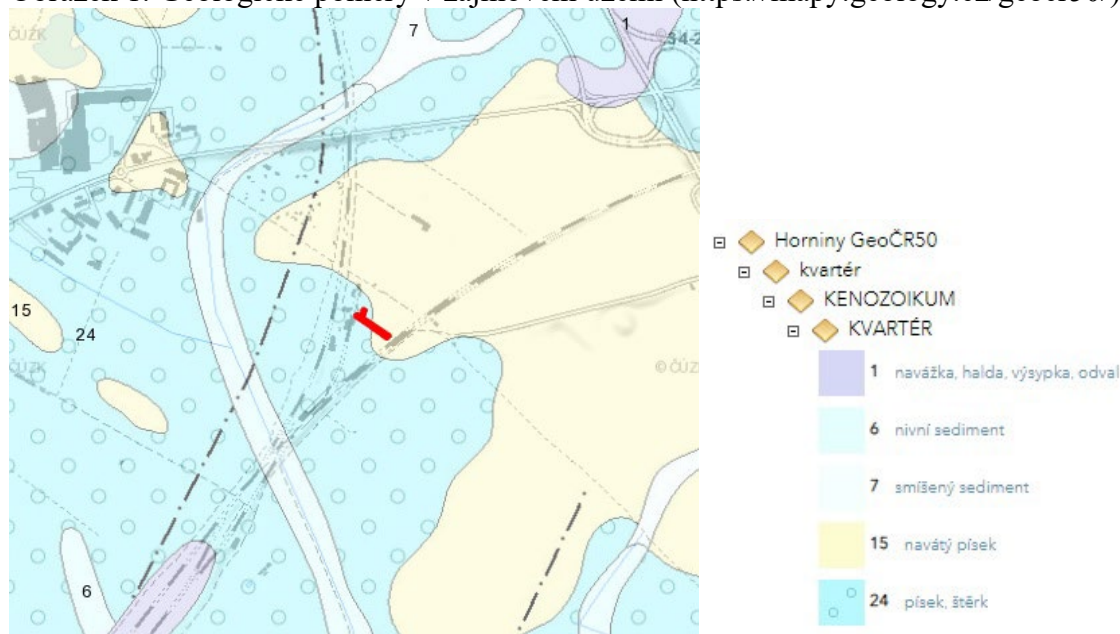 7
1
15
24
6
Horniny GeoČR50
kvartér
KENOZOIKUM
KVARTÉR
1 navážka, halda, výsypka, odval
6 nivní sediment
7 smíšený sediment
15 navátý písek
24 písek, štěrk